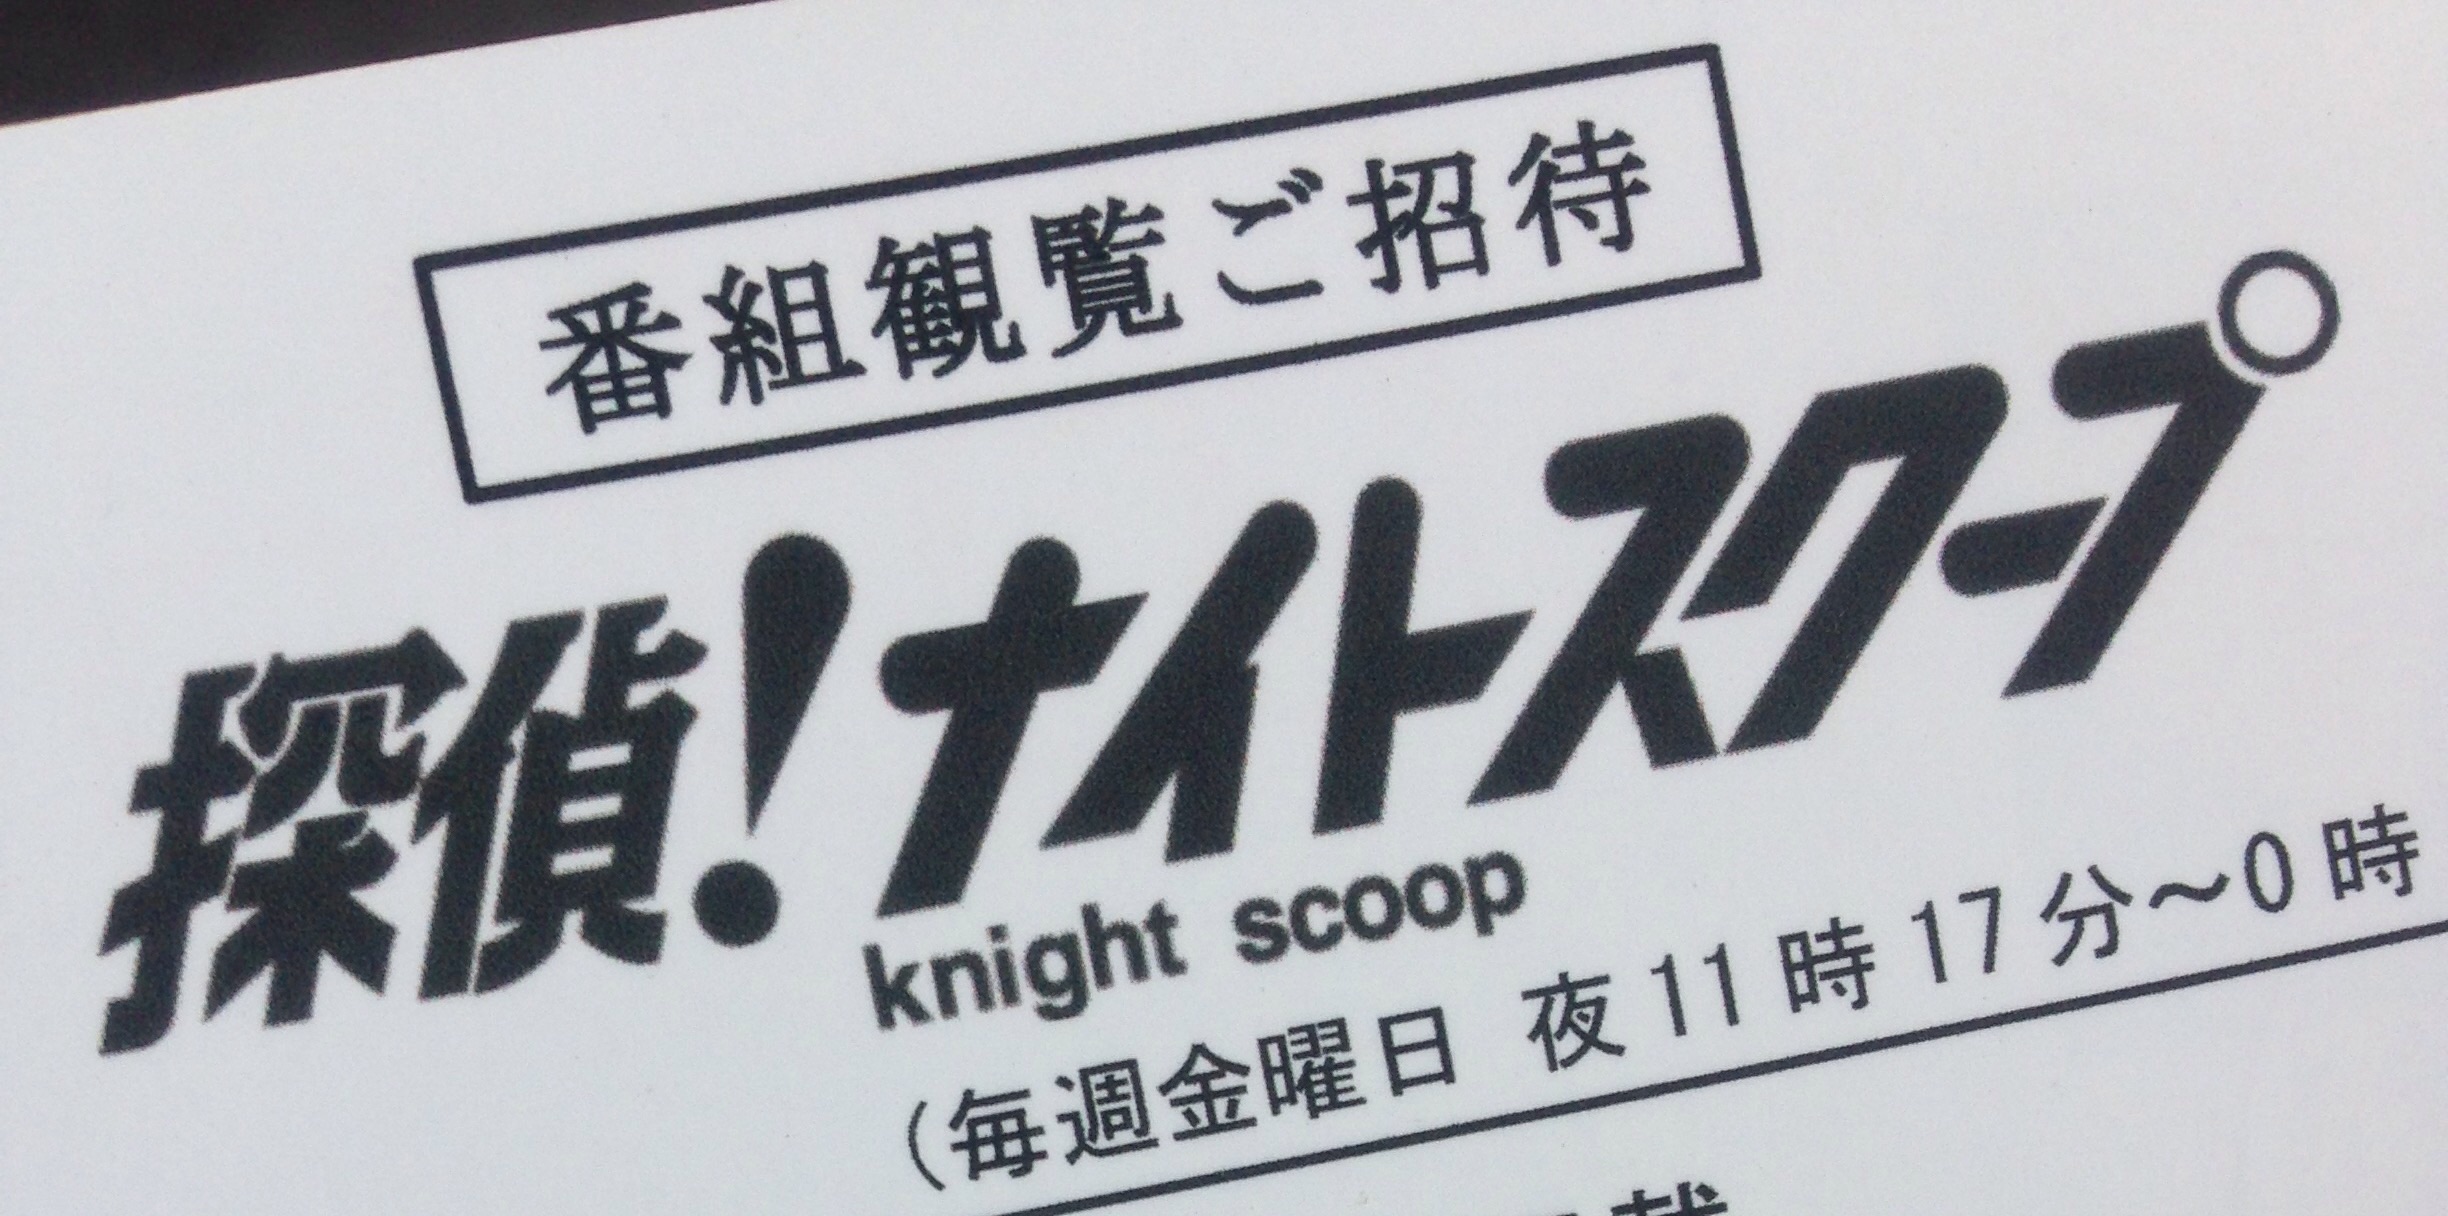 番組観覧ご招待
探偵!ナイトスクープ
knight scoop
(毎週金曜日 夜11時17分〜0時